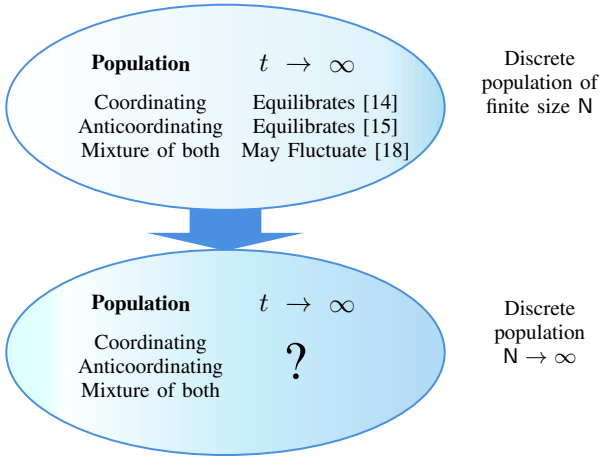 Population t → ∞
Coordinating Equilibrates [14]
Anticoordinating Equilibrates [15]
Mixture of both May Fluctuate [18]
Discrete
population of
finite size N
Population t → ∞
Coordinating
Anticoordinating
Mixture of both
?
Discrete
population
N → ∞